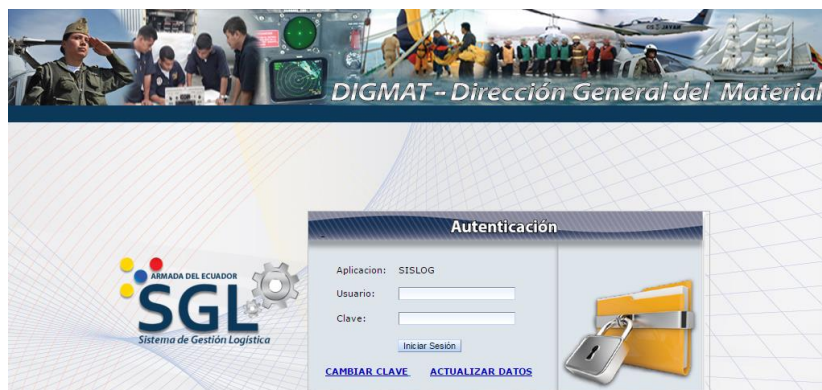 DIGMAT - Dirección General del Material
Autenticación
ARMADA DEL ECUADOR
SGL
Sistema de Gestión Logística
Aplicacion: SISLOG
Usuario:
Clave:
Iniciar Sesión
CAMBIAR CLAVE ACTUALIZAR DATOS